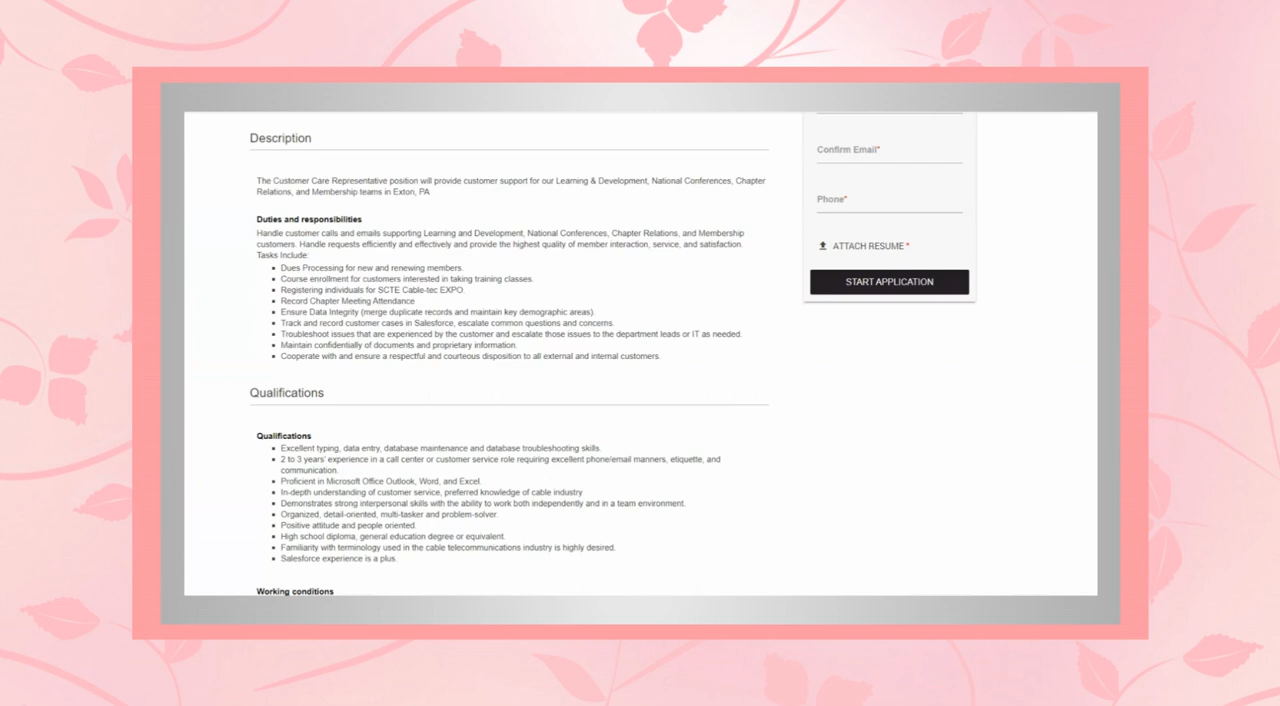 Description
The Customer Care Representative position will provide customer support for our Learning & Development, National Conferences, Chapter
Relations, and Membership teams in Exton, PA
Duties and responsibilities
Handle customer calls and emails supporting Learning and Development, National Conferences, Chapter Relations, and Membership
customers. Handle requests efficiently and effectively and provide the highest quality of member interaction, service, and satisfaction.
Tasks Include:
▪ Dues Processing for new and renewing members.
▪ Course enrollment for customers interested in taking training classes.
▪ Registering individuals for SCTE Cable-tec EXPO.
▪ Record Chapter Meeting Attendance
▪ Ensure Data Integrity (merge duplicate records and maintain key demographic areas).
▪ Track and record customer cases in Salesforce, escalate common questions and concerns.
▪ Troubleshoot issues that are experienced by the customer and escalate those issues to the department leads or IT as needed.
▪ Maintain confidentially of documents and proprietary information.
▪ Cooperate with and ensure a respectful and courteous disposition to all external and internal customers.
Qualifications
Qualifications
▪ Excellent typing, data entry, database maintenance and database troubleshooting skills.
▪ 2 to 3 years' experience in a call center or customer service role requiring excellent phone/email manners, etiquette, and
communication.
▪ Proficient in Microsoft Office Outlook, Word, and Excel.
▪ In-depth understanding of customer service, preferred knowledge of cable industry
▪ Demonstrates strong interpersonal skills with the ability to work both independently and in a team environment.
▪ Organized, detail-oriented, multi-tasker and problem-solver.
▪ Positive attitude and people oriented.
▪ High school diploma, general education degree or equivalent.
▪ Familiarity with terminology used in the cable telecommunications industry is highly desired.
▪ Salesforce experience is a plus.
Working conditions
Confirm Email*
Phone*
ATTACH RESUME *
START APPLICATION